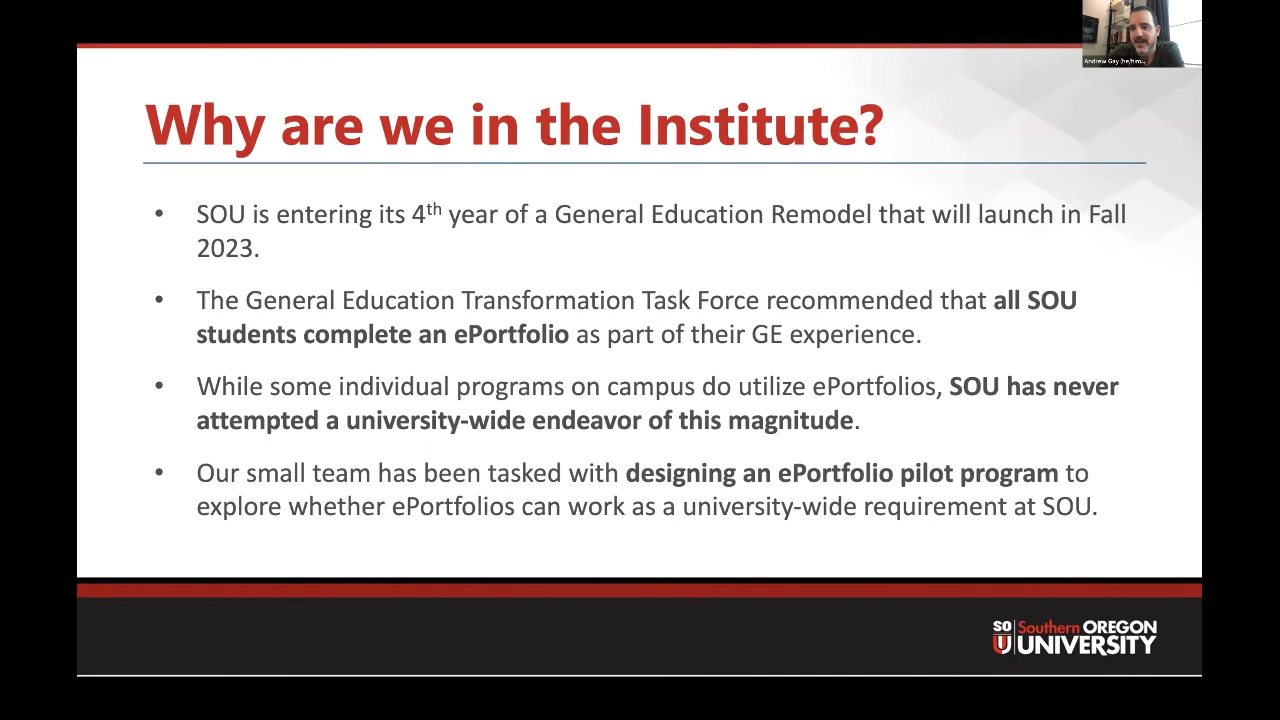 Andrew Gay (he/him...
Why are we in the Institute?
• SOU is entering its 4th year of a General Education Remodel that will launch in Fall
2023.
• The General Education Transformation Task Force recommended that all SOU
students complete an ePortfolio as part of their GE experience.
• While some individual programs on campus do utilize ePortfolios, SOU has never
attempted a university-wide endeavor of this magnitude.
• Our small team has been tasked with designing an ePortfolio pilot program to
explore whether ePortfolios can work as a university-wide requirement at SOU.
SO Southern OREGON
U UNIVERSITY